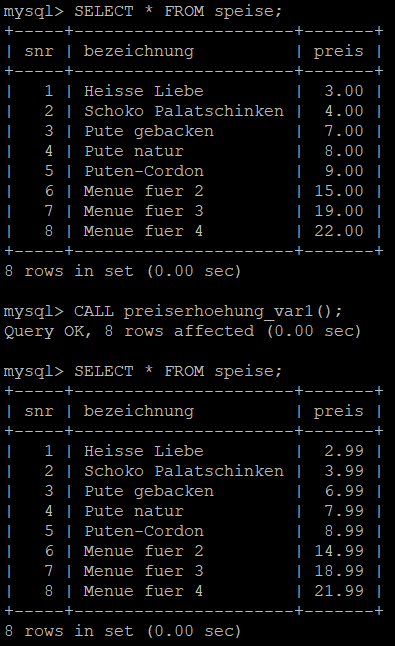 mysql> SELECT * FROM speise;
+-----+----------------------+-------+
| snr | bezeichnung          | preis |
+-----+----------------------+-------+
|   1 | Heisse Liebe         |  3.00 |
|   2 | Schoko Palatschinken |  4.00 |
|   3 | Pute gebacken        |  7.00 |
|   4 | Pute natur           |  8.00 |
|   5 | Puten-Cordon         |  9.00 |
|   6 | Menue fuer 2         | 15.00 |
|   7 | Menue fuer 3         | 19.00 |
|   8 | Menue fuer 4         | 22.00 |
+-----+----------------------+-------+
8 rows in set (0.00 sec)

mysql> CALL preiserhoehung_var1();
Query OK, 8 rows affected (0.00 sec)

mysql> SELECT * FROM speise;
+-----+----------------------+-------+
| snr | bezeichnung          | preis |
+-----+----------------------+-------+
|   1 | Heisse Liebe         |  2.99 |
|   2 | Schoko Palatschinken |  3.99 |
|   3 | Pute gebacken        |  6.99 |
|   4 | Pute natur           |  7.99 |
|   5 | Puten-Cordon         |  8.99 |
|   6 | Menue fuer 2         | 14.99 |
|   7 | Menue fuer 3         | 18.99 |
|   8 | Menue fuer 4         | 21.99 |
+-----+----------------------+-------+
8 rows in set (0.00 sec)